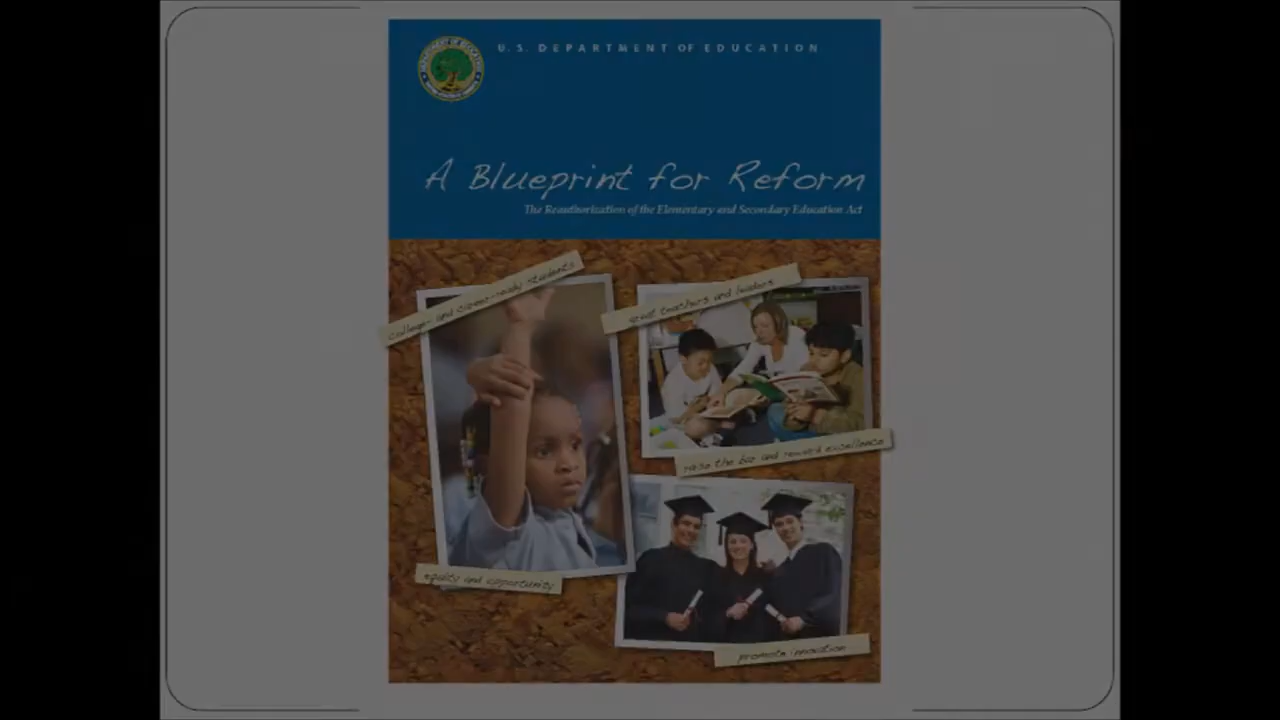 U.S. DEPARTMENT OF EDUCATION
A Blueprint for Reform
The Reauthorization of the Elementary and Secondary Education Act
college- and career-ready students
great teachers and leaders
raise the bar and reward excellence
equity and opportunity
promote innovation